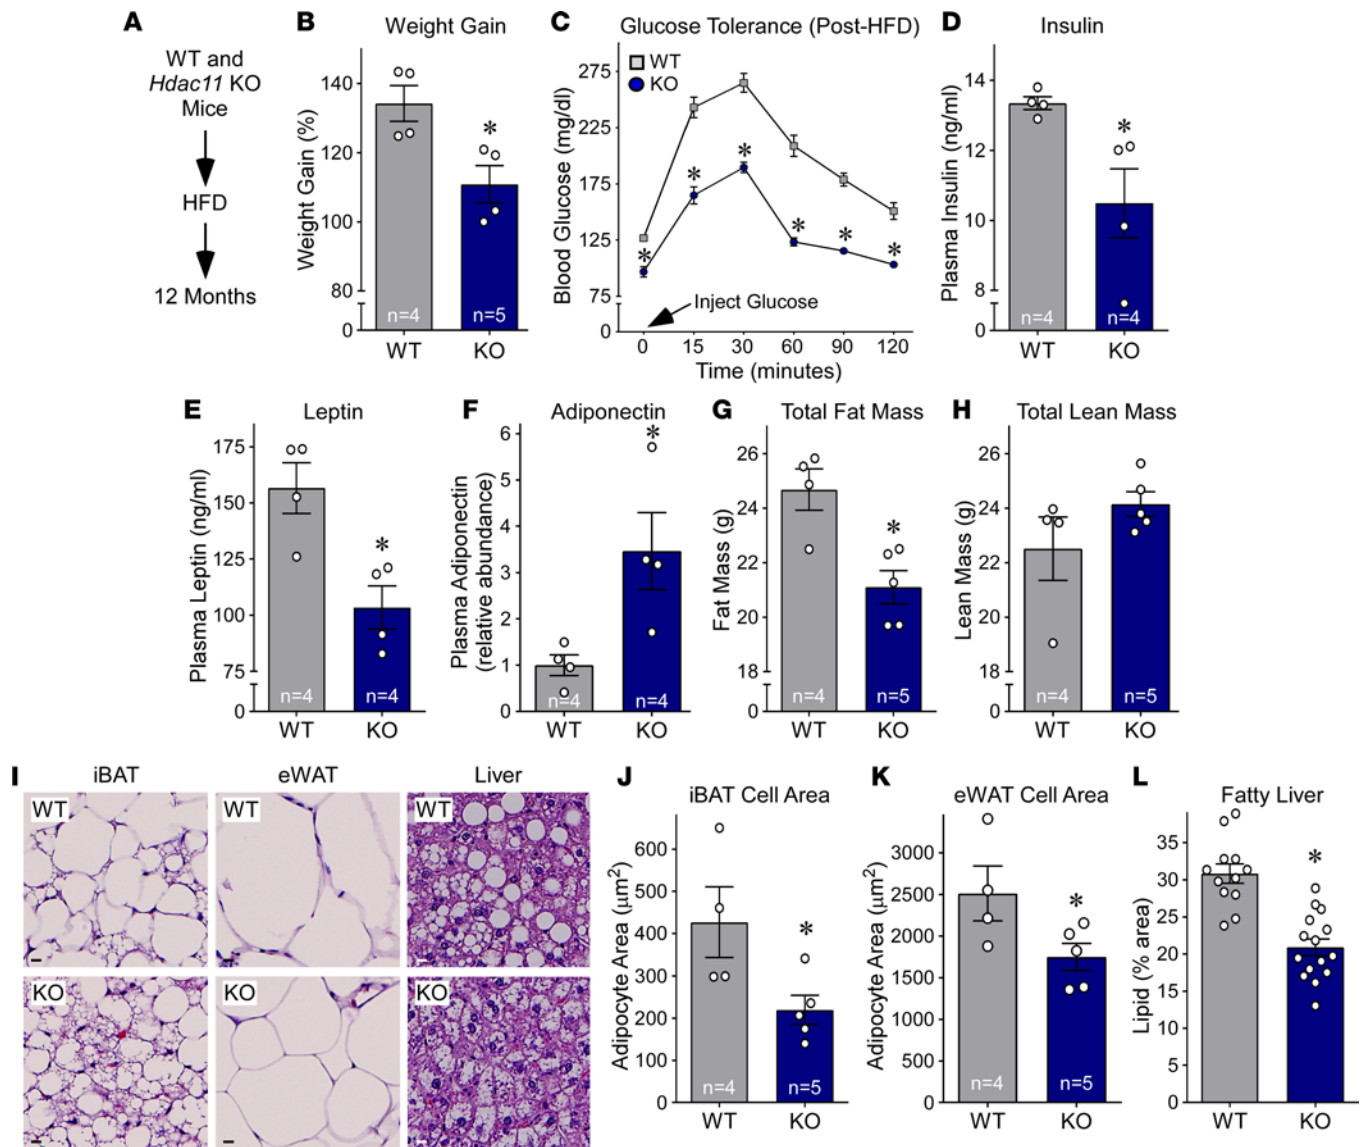 A
WT and
Hdac11 KO
Mice
HFD
12 Months
B Weight Gain
Weight Gain (%)
140
120
100
80
0
*
n=4
n=5
WT
KO
C Glucose Tolerance (Post-HFD)
WT
KO
Blood Glucose (mg/dl)
275
225
175
125
75
0
* * * * * *
Inject Glucose
0 15 30 60 90 120
Time (minutes)
D Insulin
Plasma Insulin (ng/ml)
14
12
10
8
0
*
n=4
n=4
WT
KO
E Leptin
Plasma Leptin (ng/ml)
175
150
125
100
75
0
*
n=4
n=4
WT
KO
F Adiponectin
Plasma Adiponectin
(relative abundance)
6
5
4
3
2
1
0
*
n=4
n=4
WT
KO
G Total Fat Mass
Fat Mass (g)
26
24
22
20
18
0
*
n=4
n=5
WT
KO
H Total Lean Mass
Lean Mass (g)
26
24
22
20
18
0
n=4
n=5
WT
KO
I iBAT eWAT Liver
WT WT WT
KO KO KO
J iBAT Cell Area
Adipocyte Area (µm²)
600
500
400
300
200
100
0
*
n=4
n=5
WT
KO
K eWAT Cell Area
Adipocyte Area (µm²)
3000
2500
2000
1500
1000
500
0
*
n=4
n=5
WT
KO
L Fatty Liver
Lipid (% area)
35
30
25
20
15
10
5
0
*
WT
KO